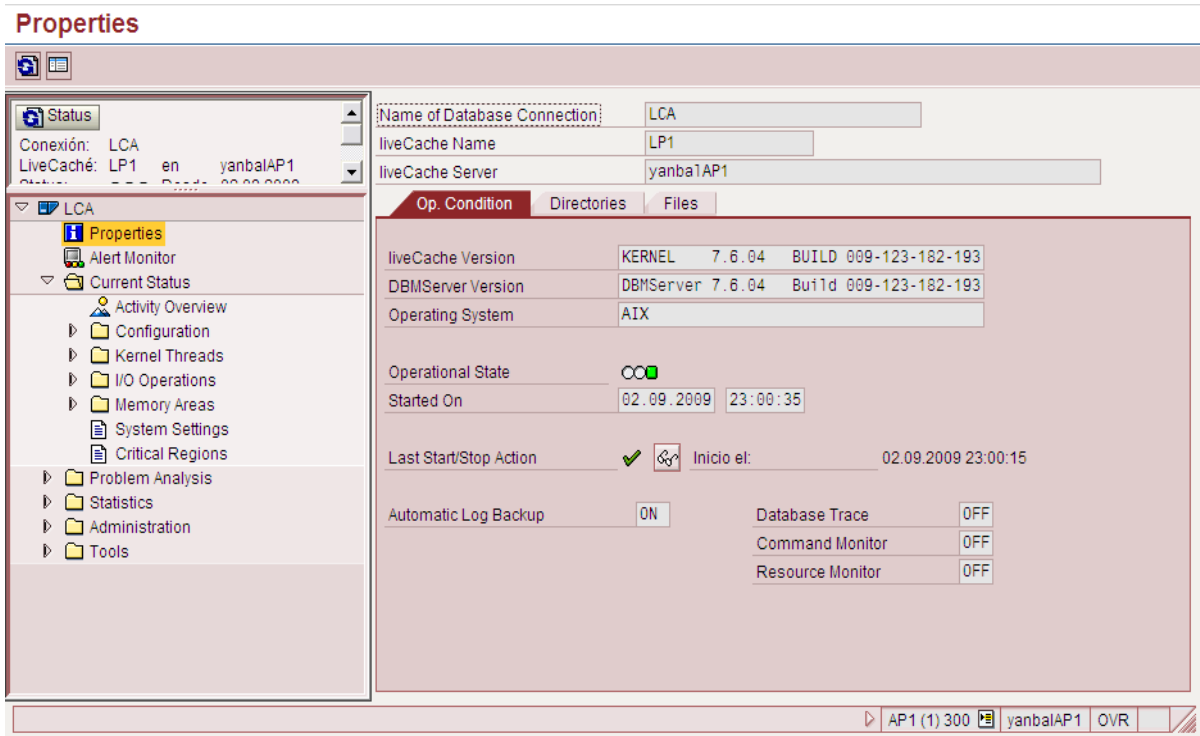 Properties
Status
Conexión: LCA
LiveCaché: LP1 en yanbalAP1
LCA
Properties
Alert Monitor
Current Status
Activity Overview
Configuration
Kernel Threads
I/O Operations
Memory Areas
System Settings
Critical Regions
Problem Analysis
Statistics
Administration
Tools
Name of Database Connection LCA
liveCache Name LP1
liveCache Server yanbalAP1
Op. Condition Directories Files
liveCache Version KERNEL 7.6.04 BUILD 009-123-182-193
DBMServer Version DBMServer 7.6.04 Build 009-123-182-193
Operating System AIX
Operational State
Started On 02.09.2009 23:00:35
Last Start/Stop Action Inicio el: 02.09.2009 23:00:15
Automatic Log Backup ON Database Trace OFF
Command Monitor OFF
Resource Monitor OFF
AP1 (1) 300 yanbalAP1 OVR